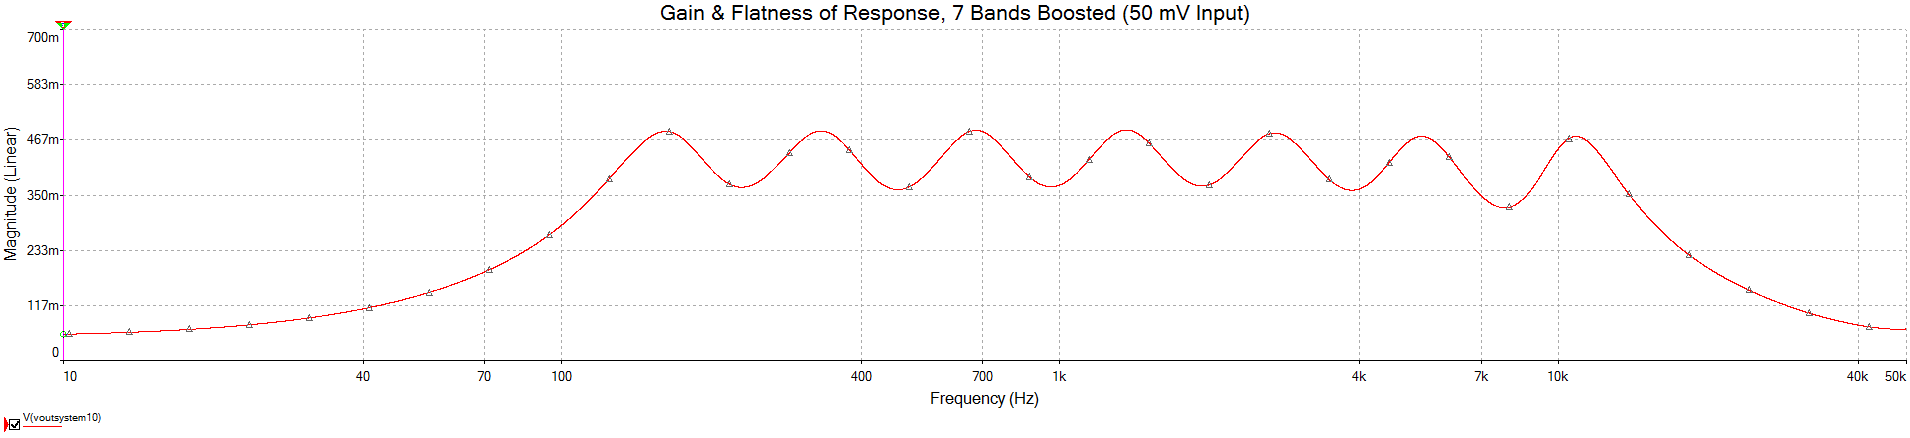 Gain & Flatness of Response, 7 Bands Boosted (50 mV Input)
Magnitude (Linear)
700m
583m
467m
350m
233m
117m
0
10 40 70 100 400 700 1k 4k 7k 10k 40k 50k
Frequency (Hz)
V(voutsystem10)